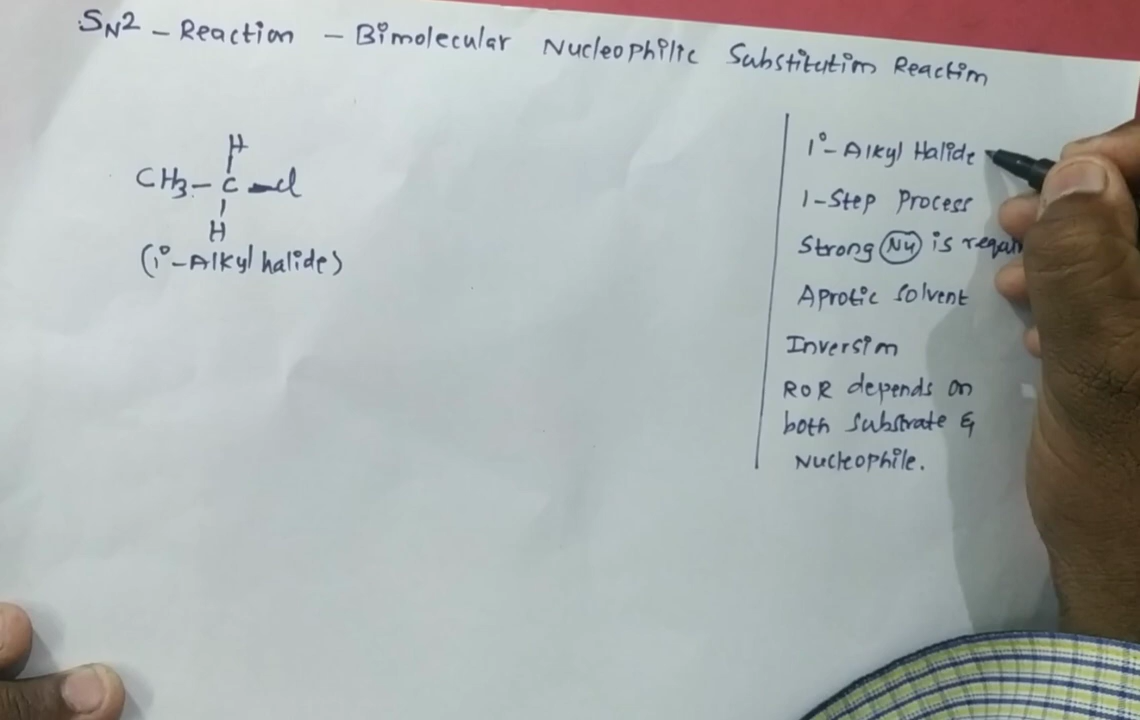 SN2 - Reaction - Bimolecular Nucleophilic Substitution Reaction
H
CH3 - C - Cl
H
(1°-Alkyl halides)
1°- Alkyl Halide
1-Step Process
Strong Nu is
Aprotic Solvent
Inversion
ROR depends on
both Substrate &
Nucleophile.